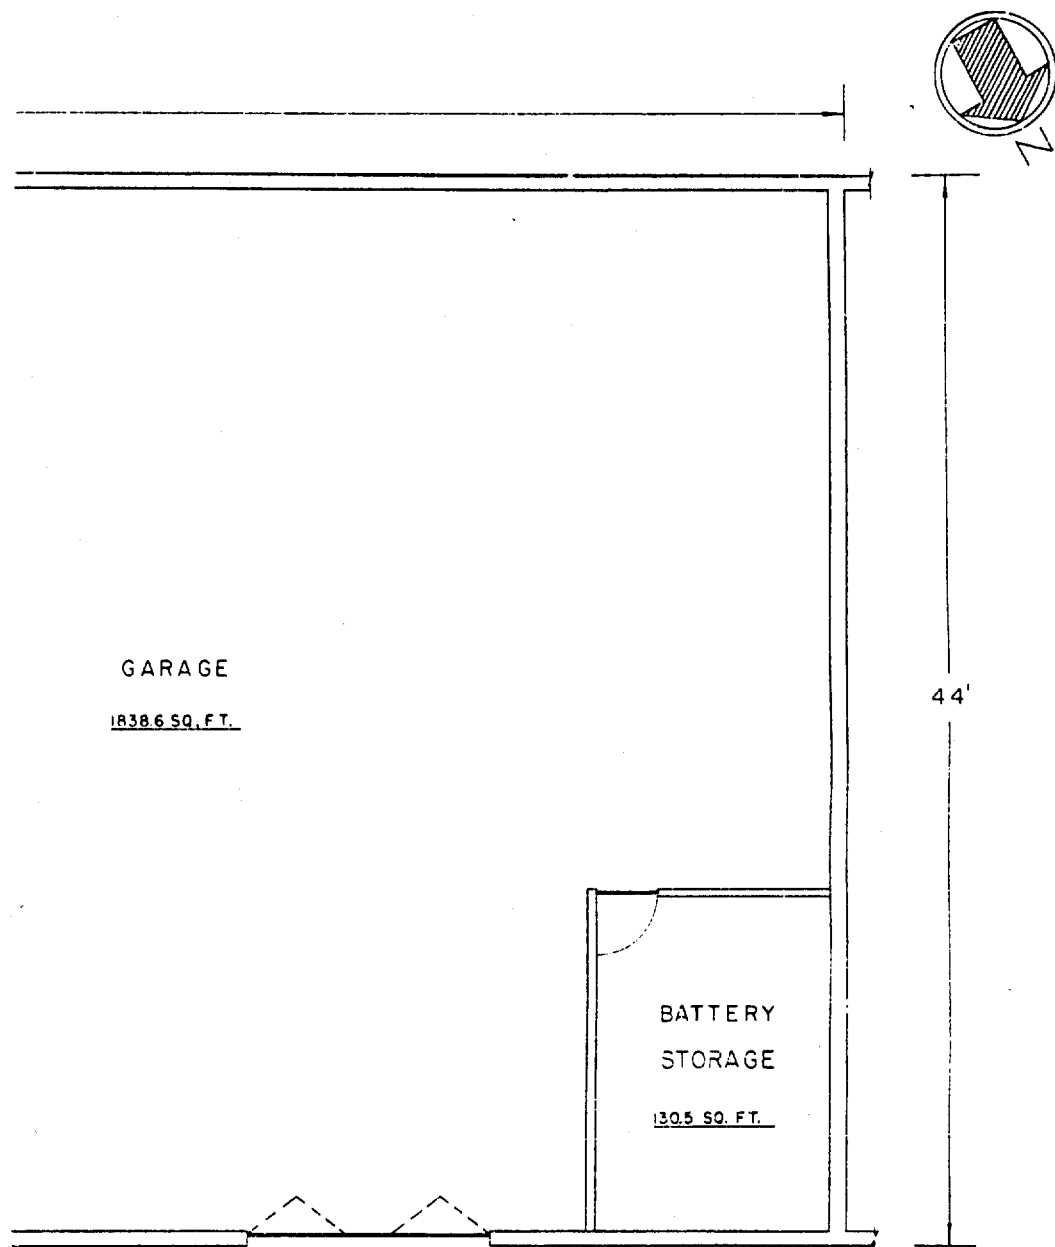 N
GARAGE
1838.6 SQ. FT.
44'
BATTERY
STORAGE
130.5 SQ. FT.